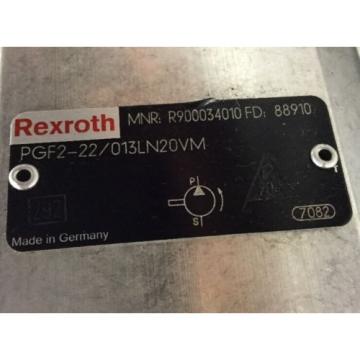 Rexroth MNR: R900034010 FD: 88910
PGF2-22/013LN20VM
P
S
7082
Made in Germany